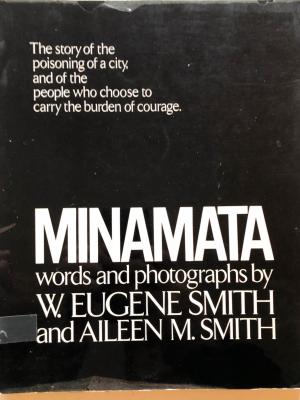 The story of the
poisoning of a city,
and of the
people who choose to
carry the burden of courage.
MINAMATA
words and photographs by
W. EUGENE SMITH
and AILEEN M. SMITH